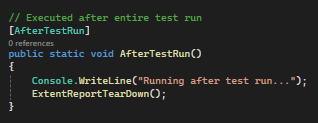 // Executed after entire test run
[AfterTestRun]
0 references
public static void AfterTestRun()
{
    Console.WriteLine("Running after test run...");
    ExtentReportTearDown();
}